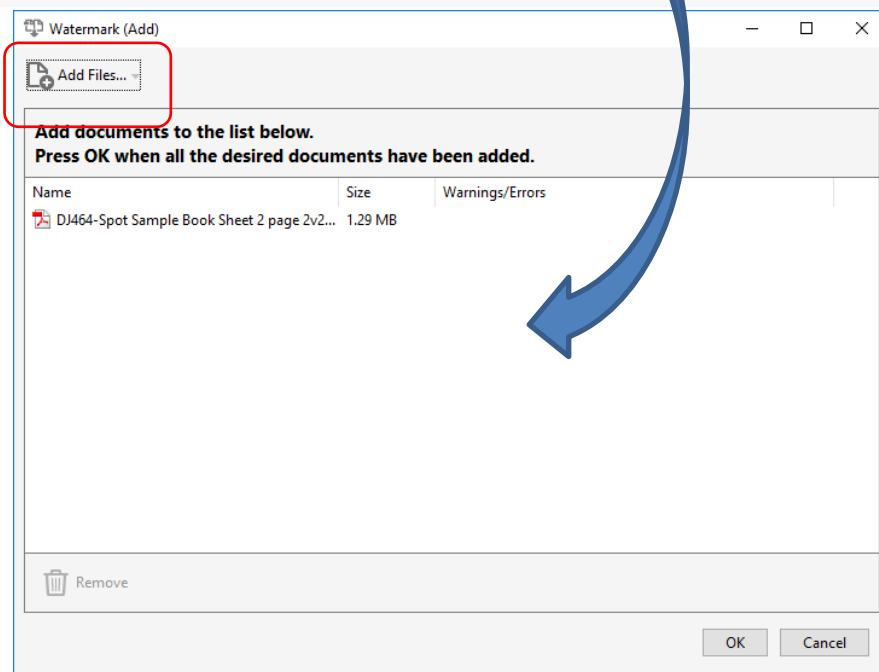 Watermark (Add)
Add Files...
Add documents to the list below.
Press OK when all the desired documents have been added.
Name Size Warnings/Errors
DJ464-Spot Sample Book Sheet 2 page 2v2... 1.29 MB
Remove
OK Cancel